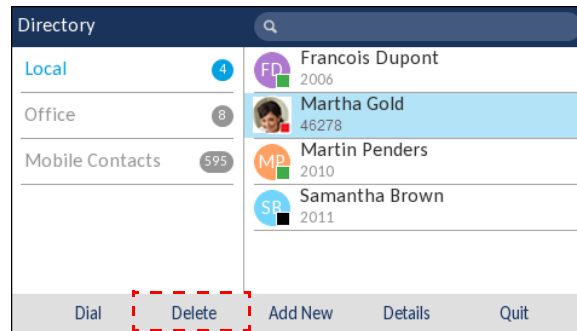 Directory
Local 4
Office 8
Mobile Contacts 595
FD Francois Dupont
2006
Martha Gold
46278
MP Martin Penders
2010
SB Samantha Brown
2011
Dial Delete Add New Details Quit